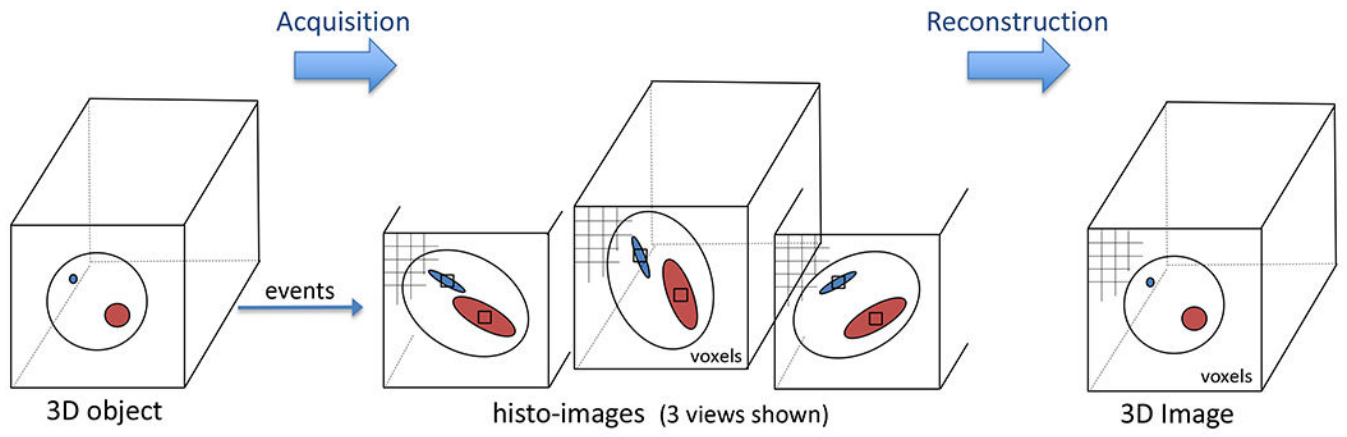 Acquisition
Reconstruction
events
voxels
voxels
3D object
histo-images (3 views shown)
3D Image